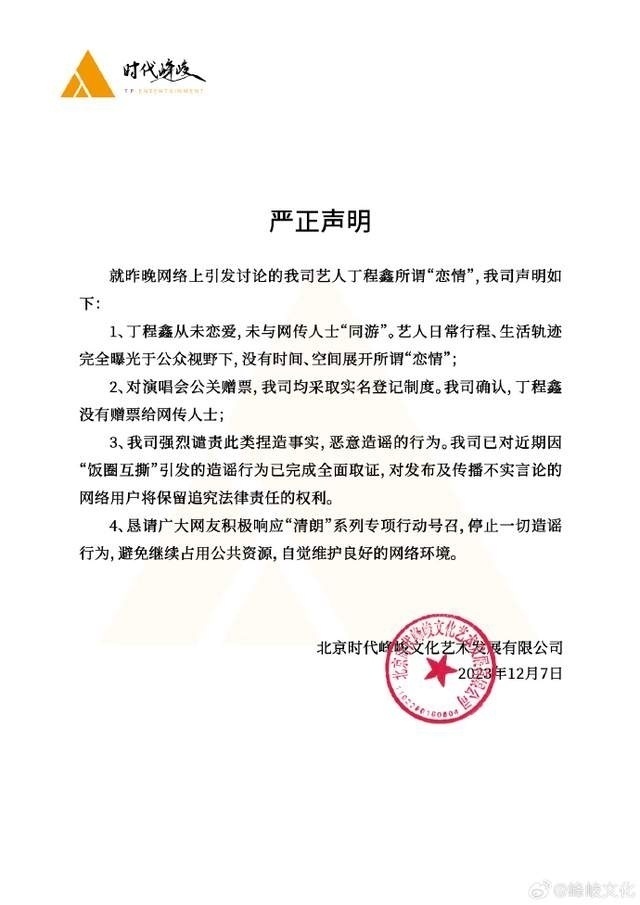 时代峰峻
TF ENTERTAINMENT
严正声明
就昨晚网络上引发讨论的我司艺人丁程鑫所谓“恋情”，我司声明如
下：
1、丁程鑫从未恋爱，未与网传人士“同游”。艺人日常行程、生活轨迹
完全曝光于公众视野下，没有时间、空间展开所谓“恋情”；
2、对演唱会公关赠票，我司均采取实名登记制度。我司确认，丁程鑫
没有赠票给网传人士；
3、我司强烈谴责此类捏造事实，恶意造谣的行为。我司已对近期因
“饭圈互撕”引发的造谣行为已完成全面取证，对发布及传播不实言论的
网络用户将保留追究法律责任的权利。
4、恳请广大网友积极响应“清朗”系列专项行动号召，停止一切造谣
行为，避免继续占用公共资源，自觉维护良好的网络环境。
北京时代峰峻文化艺术发展有限公司
2023年12月7日
北京时代峰峻文化艺术发展有限公司
@峰峻文化